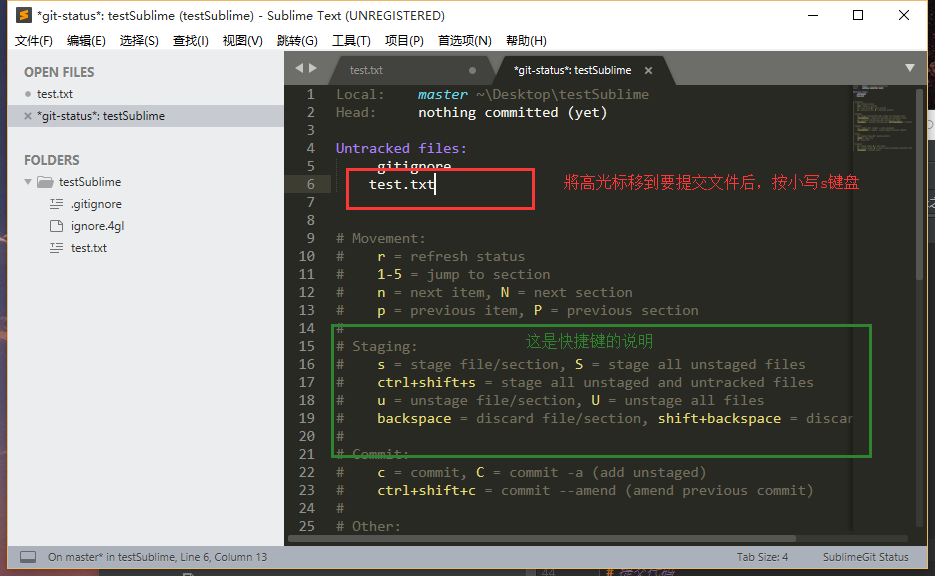 *git-status*: testSublime (testSublime) - Sublime Text (UNREGISTERED)
文件(F) 编辑(E) 选择(S) 查找(I) 视图(V) 跳转(G) 工具(T) 项目(P) 首选项(N) 帮助(H)
OPEN FILES
test.txt
*git-status*: testSublime
FOLDERS
testSublime
.gitignore
ignore.4gl
test.txt
test.txt
*git-status*: testSublime
1 Local: master ~\Desktop\testSublime
2 Head: nothing committed (yet)
3
4 Untracked files:
5 .gitignore
6 test.txt
將高光标移到要提交文件后，按小写s键盘
7
8
9 # Movement:
10 # r = refresh status
11 # 1-5 = jump to section
12 # n = next item, N = next section
13 # p = previous item, P = previous section
14 #
这是快捷键的说明
15 # Staging:
16 # s = stage file/section, S = stage all unstaged files
17 # ctrl+shift+s = stage all unstaged and untracked files
18 # u = unstage file/section, U = unstage all files
19 # backspace = discard file/section, shift+backspace = discar
20 #
21 # Commit:
22 # c = commit, C = commit -a (add unstaged)
23 # ctrl+shift+c = commit --amend (amend previous commit)
24 #
25 # Other:
On master* in testSublime, Line 6, Column 13
Tab Size: 4
SublimeGit Status
44